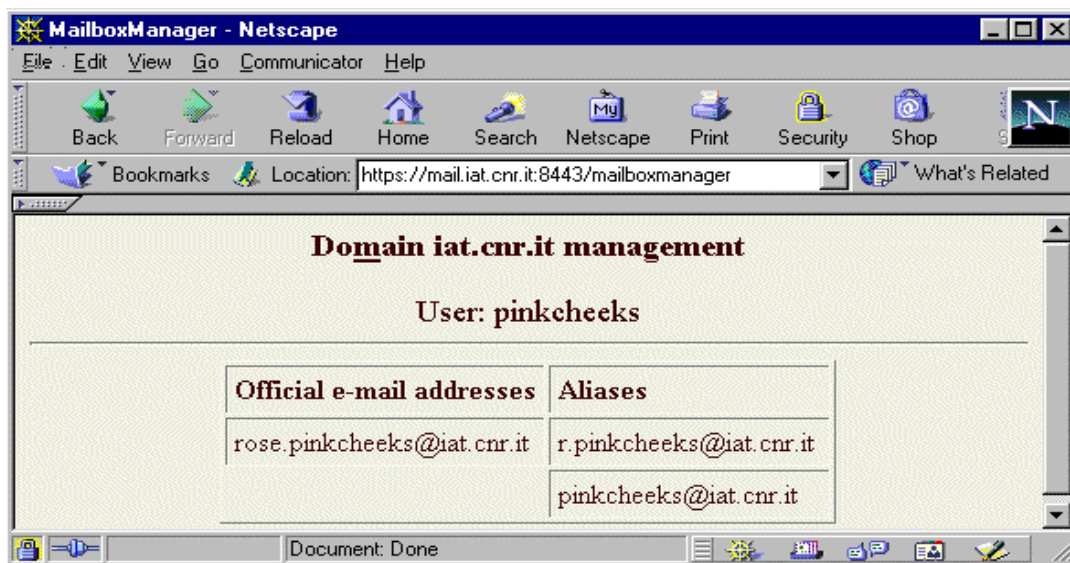 MailboxManager - Netscape
File Edit View Go Communicator Help
Back Forward Reload Home Search My Netscape Print Security Shop S N
Bookmarks Location: https://mail.iat.cnr.it:8443/mailboxmanager What's Related
Domain iat.cnr.it management
User: pinkcheeks
Official e-mail addresses Aliases
rose.pinkcheeks@iat.cnr.it r.pinkcheeks@iat.cnr.it
pinkcheeks@iat.cnr.it
Document: Done